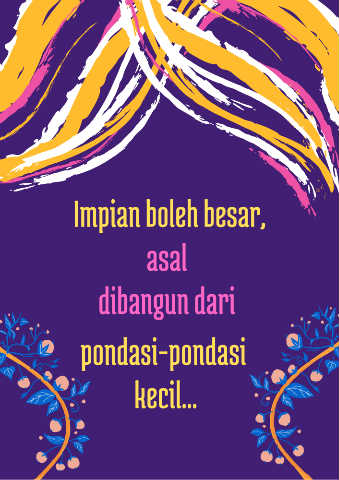 Impian boleh besar,
asal
dibangun dari
pondasi-pondasi
kecil...